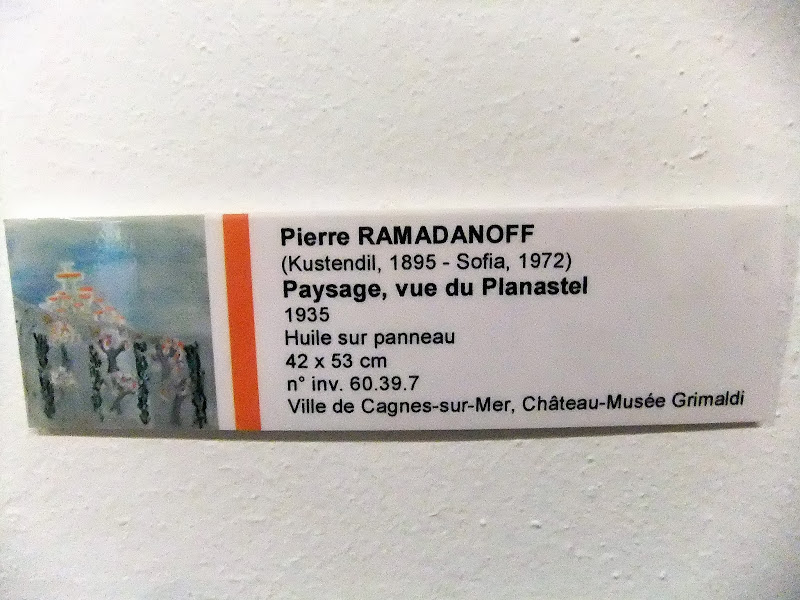 Pierre RAMADANOFF
(Kustendil, 1895 - Sofia, 1972)
Paysage, vue du Planastel
1935
Huile sur panneau
42 x 53 cm
n° inv. 60.39.7
Ville de Cagnes-sur-Mer, Château-Musée Grimaldi